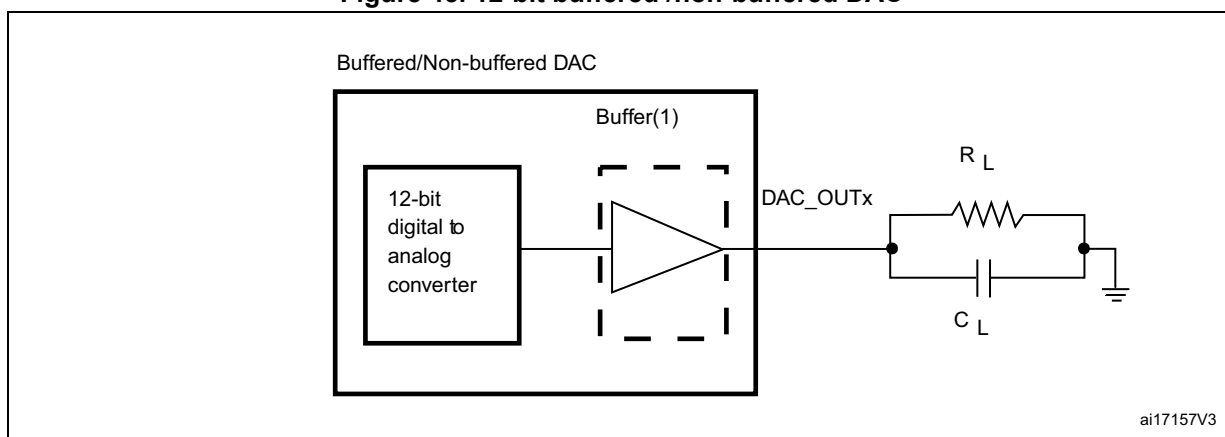 Buffered/Non-buffered DAC
Buffer(1)
12-bit
digital to
analog
converter
DAC_OUTx
R L
C L
ai17157V3